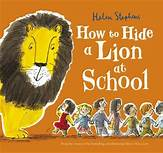 Helen Stephens
How to Hide
a Lion
at
School